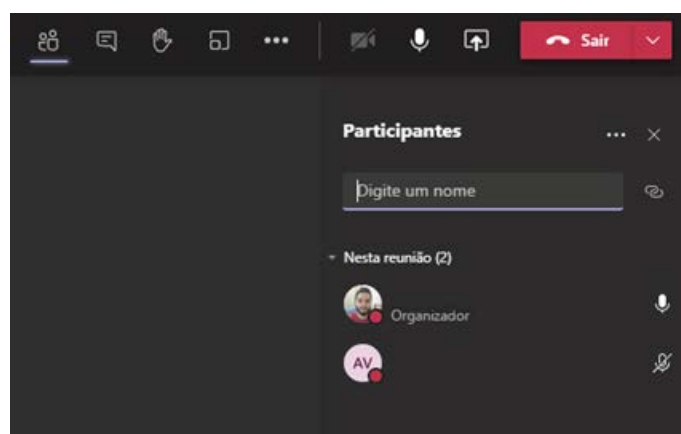 Sair
Participantes
Digite um nome
Nesta reunião (2)
Organizador
AV